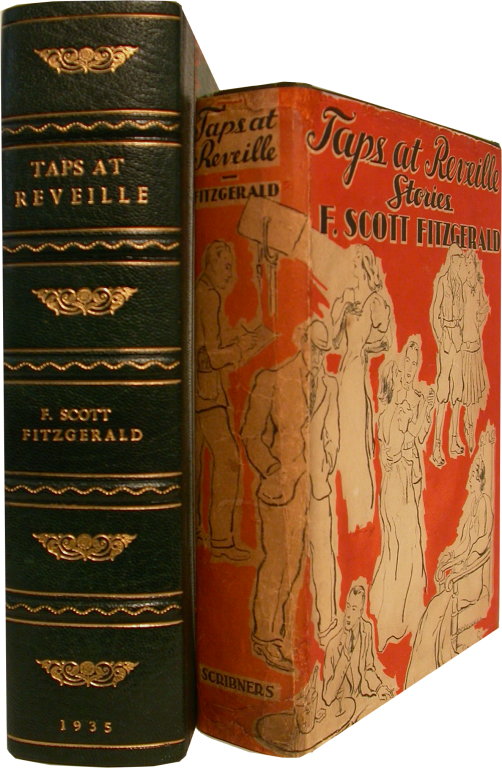 TAPS AT
REVEILLE
F. SCOTT
FITZGERALD
1935
Taps at
Reveille
FITZGERALD
SCRIBNERS
Taps at Reveille
Stories
F. SCOTT FITZGERALD